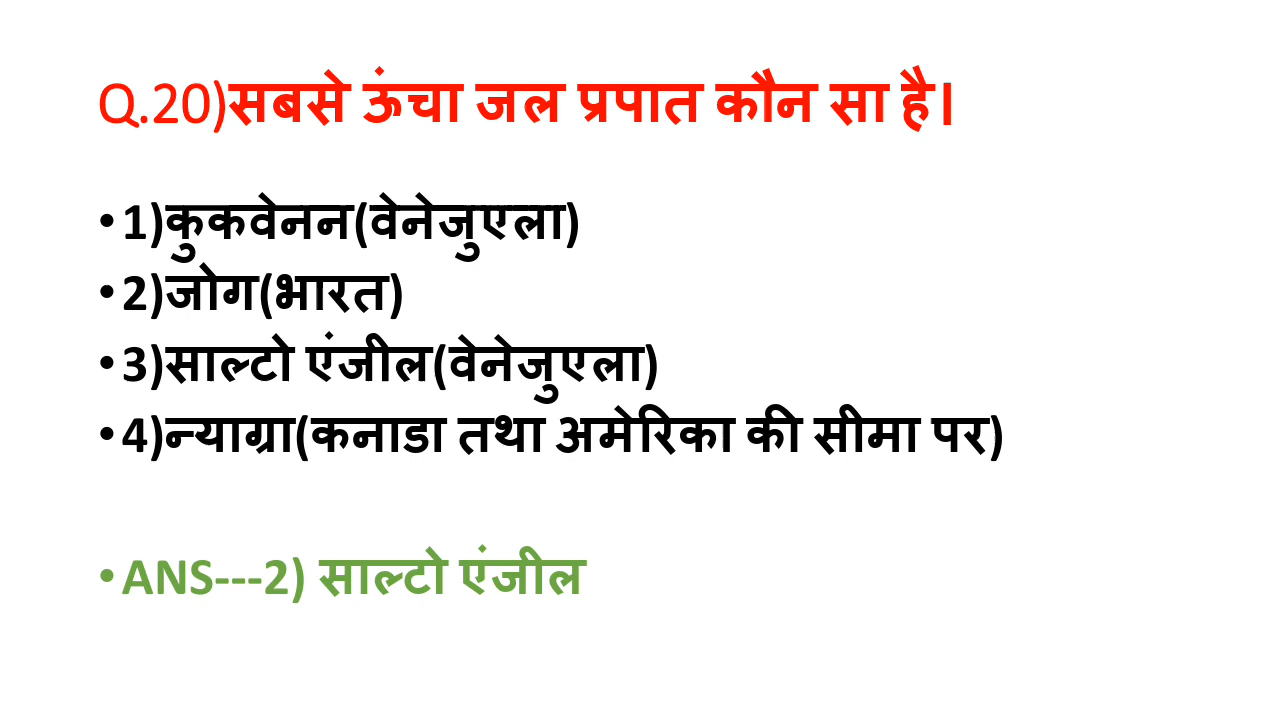 Q.20)सबसे ऊंचा जल प्रपात कौन सा है।
•1)कुकवेनन(वेनेजुएला)
•2)जोग(भारत)
•3)साल्टो एंजील(वेनेजुएला)
•4)न्याग्रा(कनाडा तथा अमेरिका की सीमा पर)
•ANS---2) साल्टो एंजील